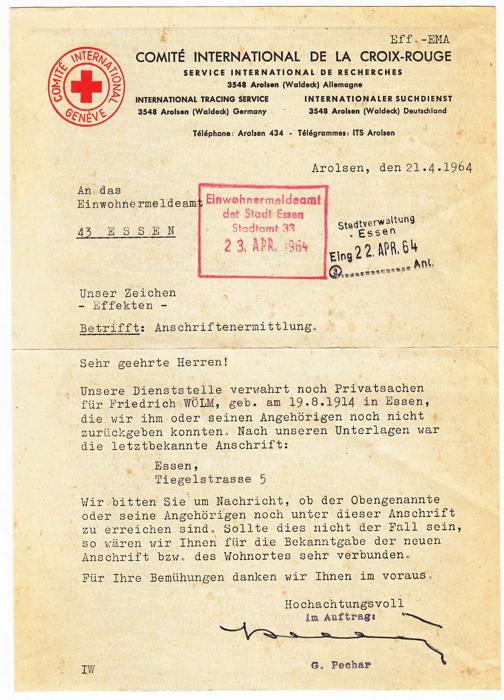 Eff.-EMA
COMITÉ INTERNATIONAL
GENÈVE
COMITÉ INTERNATIONAL DE LA CROIX-ROUGE
SERVICE INTERNATIONAL DE RECHERCHES
3548 Arolsen (Waldeck) Allemagne
INTERNATIONAL TRACING SERVICE
3548 Arolsen (Waldeck) Germany
INTERNATIONALER SUCHDIENST
3548 Arolsen (Waldeck) Deutschland
Téléphone: Arolsen 434 • Télégrammes: ITS Arolsen
Arolsen, den 21.4.1964
An das
Einwohnermeldeamt
43 ESSEN
Einwohnermeldeamt
der Stadt Essen
Stadtamt 33
23. APR. 1964
Stadtverwaltung
Essen
Eing 22. APR. 64
Anl.
Unser Zeichen
- Effekten -
Betrifft: Anschriftenermittlung.
Sehr geehrte Herren!
Unsere Dienststelle verwahrt noch Privatsachen
für Friedrich WÖLM, geb. am 19.8.1914 in Essen,
die wir ihm oder seinen Angehörigen noch nicht
zurückgeben konnten. Nach unseren Unterlagen war
die letztbekannte Anschrift:
Essen,
Tiegelstrasse 5
Wir bitten Sie um Nachricht, ob der Obengenannte
oder seine Angehörigen noch unter dieser Anschrift
zu erreichen sind. Sollte dies nicht der Fall sein,
so wären wir Ihnen für die Bekanntgabe der neuen
Anschrift bzw. des Wohnortes sehr verbunden.
Für Ihre Bemühungen danken wir Ihnen im voraus.
Hochachtungsvoll
im Auftrag:
G. Pechar
IW